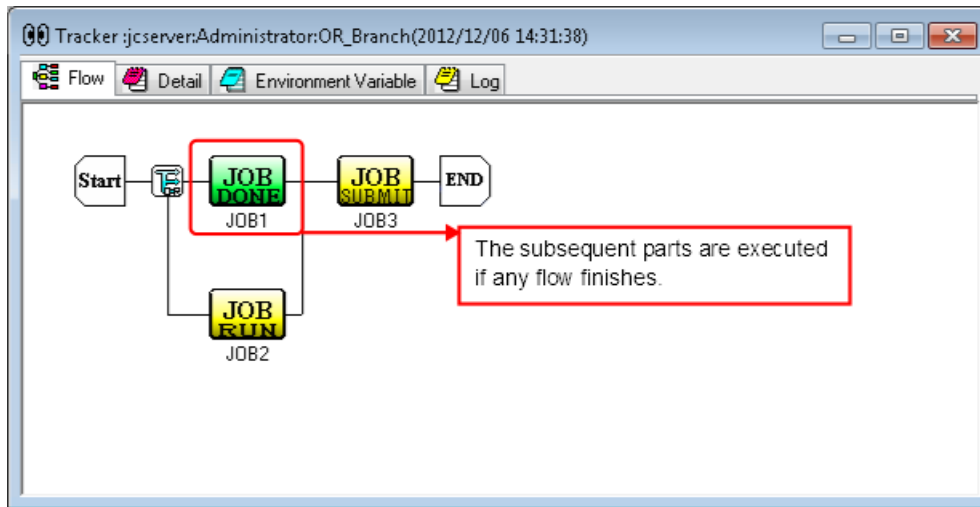 Tracker :jcserver:Administrator:OR_Branch(2012/12/06 14:31:38)
Flow Detail Environment Variable Log
Start OR JOB DONE JOB SUBMIT END
JOB1 JOB3
The subsequent parts are executed
if any flow finishes.
JOB RUN
JOB2